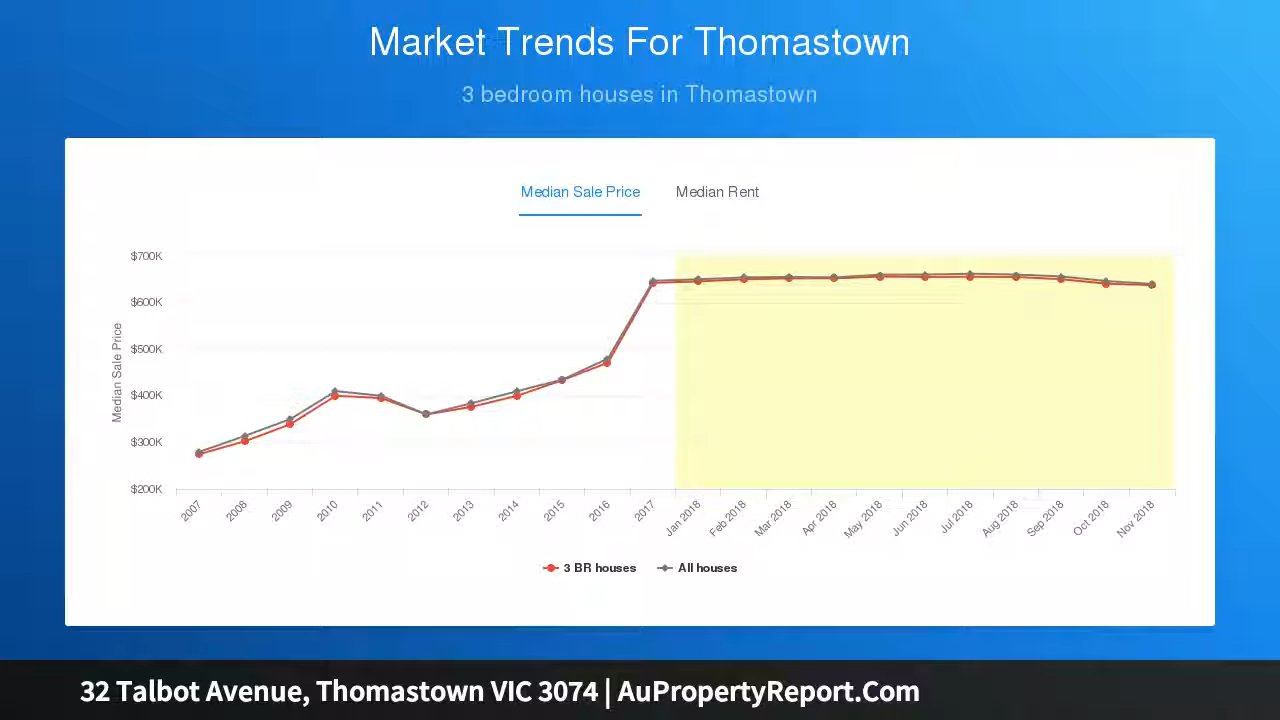 Market Trends For Thomastown
3 bedroom houses in Thomastown
Median Sale Price Median Rent
$700K
$600K
$500K
$400K
$300K
$200K
Median Sale Price
2007 2008 2009 2010 2011 2012 2013 2014 2015 2016 2017 Jan 2018 Feb 2018 Mar 2018 Apr 2018 May 2018 Jun 2018 Jul 2018 Aug 2018 Sep 2018 Oct 2018 Nov 2018
3 BR houses All houses
32 Talbot Avenue, Thomastown VIC 3074 | AuPropertyReport.Com